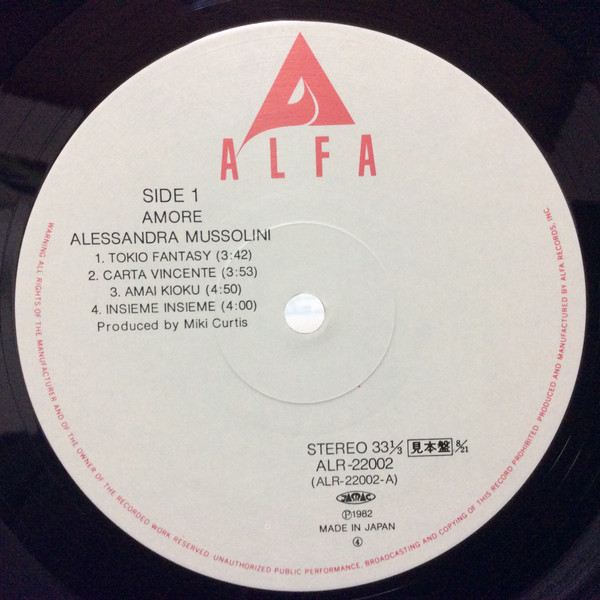 ALFA
SIDE 1
AMORE
ALESSANDRA MUSSOLINI
1. TOKIO FANTASY (3:42)
2. CARTA VINCENTE (3:53)
3. AMAI KIOKU (4:50)
4. INSIEME INSIEME (4:00)
Produced by Miki Curtis
STEREO 33⅓ 見本盤 8/21
ALR-22002
(ALR-22002-A)
JASRAC
Ⓟ1982
MADE IN JAPAN
④
WARNING: ALL RIGHTS OF THE MANUFACTURER AND OF THE OWNER OF THE RECORDED WORK RESERVED. UNAUTHORIZED PUBLIC PERFORMANCE, BROADCASTING AND COPYING OF THIS RECORD PROHIBITED. PRODUCED AND MANUFACTURED BY ALFA RECORDS, INC.